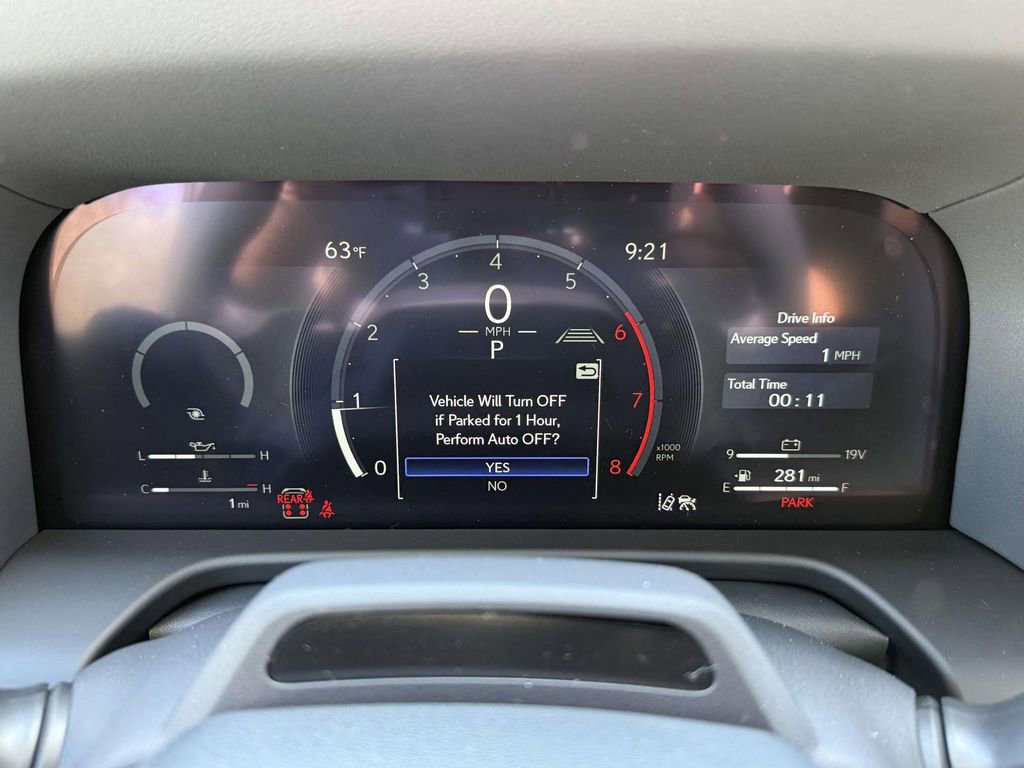 63°F
9:21
4
3
5
2
6
1
7
0
8
0
MPH
P
x1000
RPM
Vehicle Will Turn OFF
if Parked for 1 Hour,
Perform Auto OFF?
YES
NO
Drive Info
Average Speed
1 MPH
Total Time
00:11
L H
C H
1 mi
REAR
9 19V
281 mi
E F
PARK